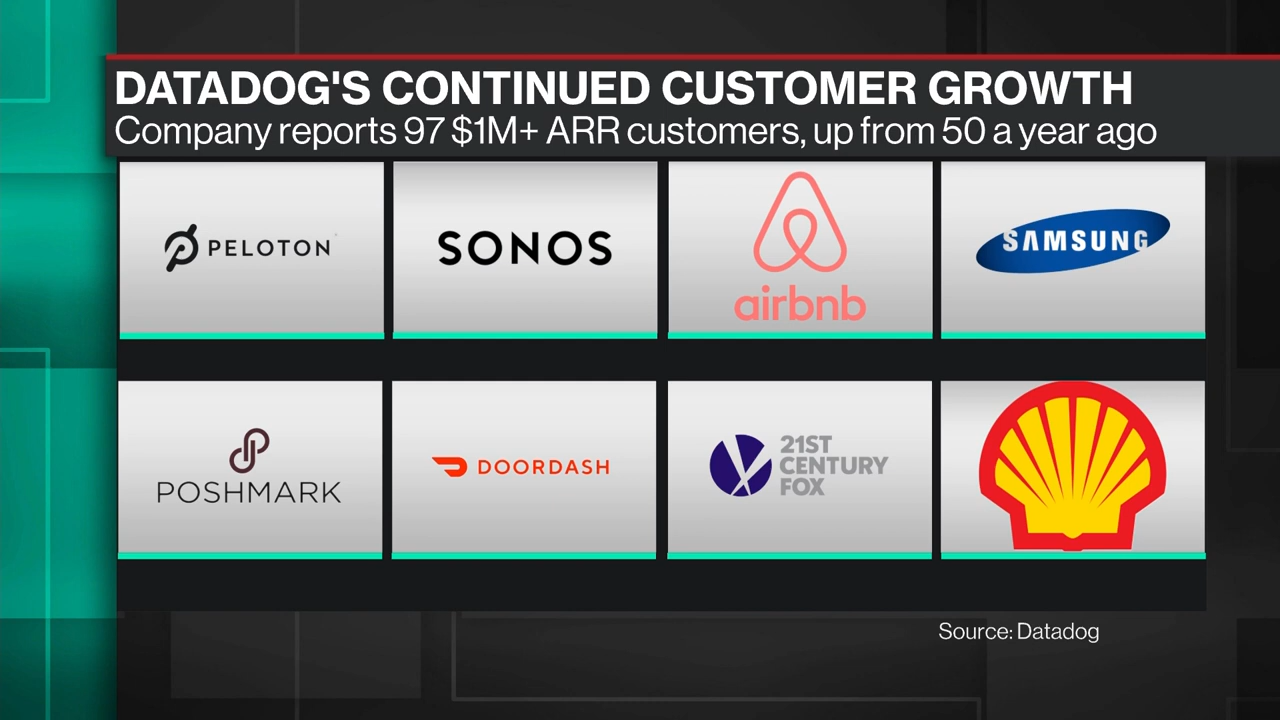 DATADOG'S CONTINUED CUSTOMER GROWTH
Company reports 97 $1M+ ARR customers, up from 50 a year ago
PELOTON
SONOS
airbnb
SAMSUNG
POSHMARK
DOORDASH
21ST
CENTURY
FOX
Source: Datadog